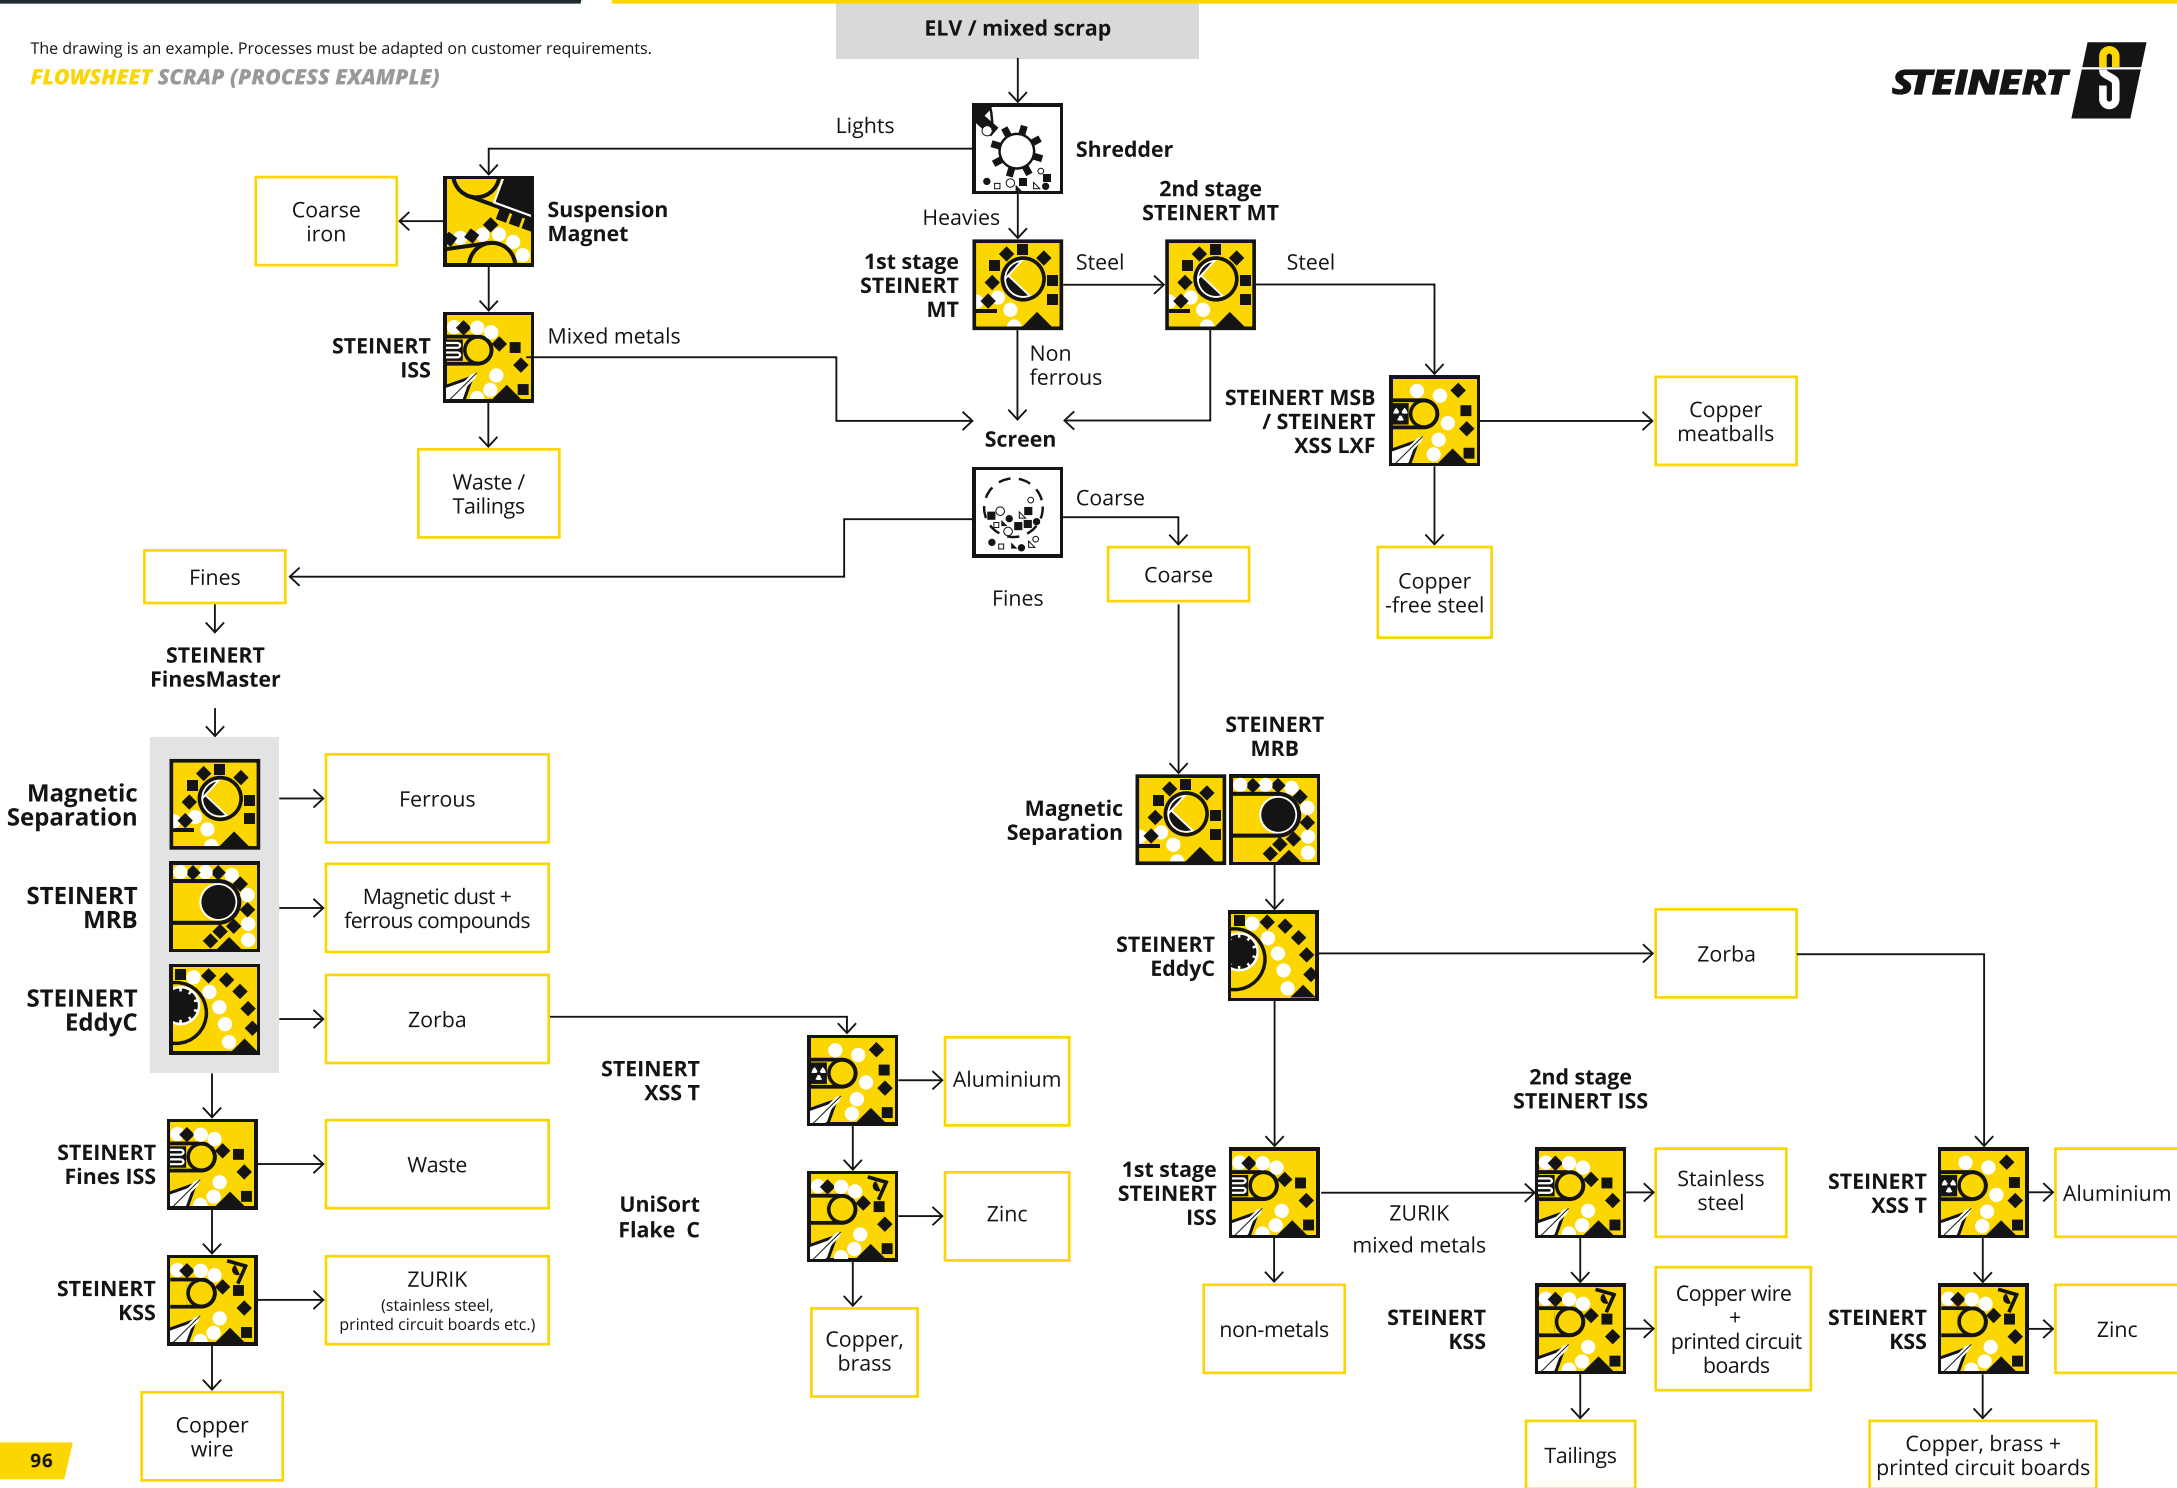 ELV / mixed scrap
The drawing is an example. Processes must be adapted on customer requirements.
FLOWSHEET SCRAP (PROCESS EXAMPLE)
STEINERT
S
Lights
Shredder
2nd stage
STEINERT MT
Coarse
iron
Suspension
Magnet
Heavies
1st stage
STEINERT
MT
Steel
Steel
STEINERT
ISS
Mixed metals
Non
ferrous
STEINERT MSB
/ STEINERT
XSS LXF
Copper
meatballs
Screen
Waste /
Tailings
Coarse
Fines
Coarse
Fines
Copper
-free steel
STEINERT
FinesMaster
STEINERT
MRB
Magnetic
Separation
Ferrous
Magnetic
Separation
STEINERT
MRB
Magnetic dust +
ferrous compounds
STEINERT
EddyC
Zorba
STEINERT
EddyC
Zorba
STEINERT
XSS T
Aluminium
2nd stage
STEINERT ISS
STEINERT
Fines ISS
Waste
UniSort
Flake C
Zinc
1st stage
STEINERT
ISS
ZURIK
mixed metals
Stainless
steel
STEINERT
XSS T
Aluminium
STEINERT
KSS
ZURIK
(stainless steel,
printed circuit boards etc.)
Copper,
brass
non-metals
STEINERT
KSS
Copper wire
+
printed circuit
boards
STEINERT
KSS
Zinc
Copper
wire
Tailings
Copper, brass +
printed circuit boards
96